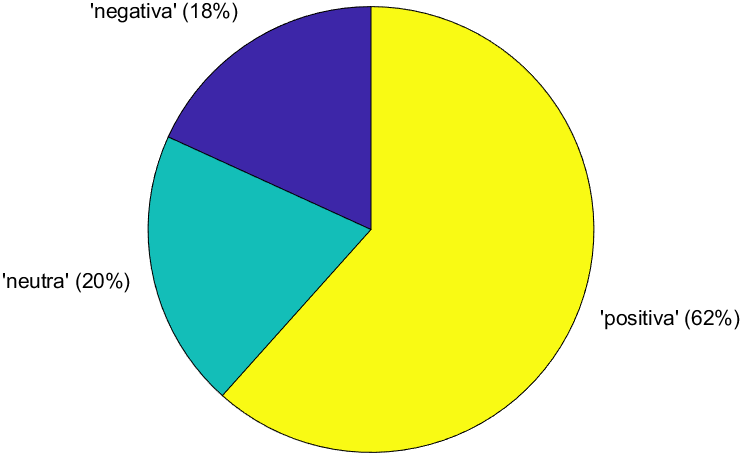 'negativa' (18%)
'neutra' (20%)
'positiva' (62%)